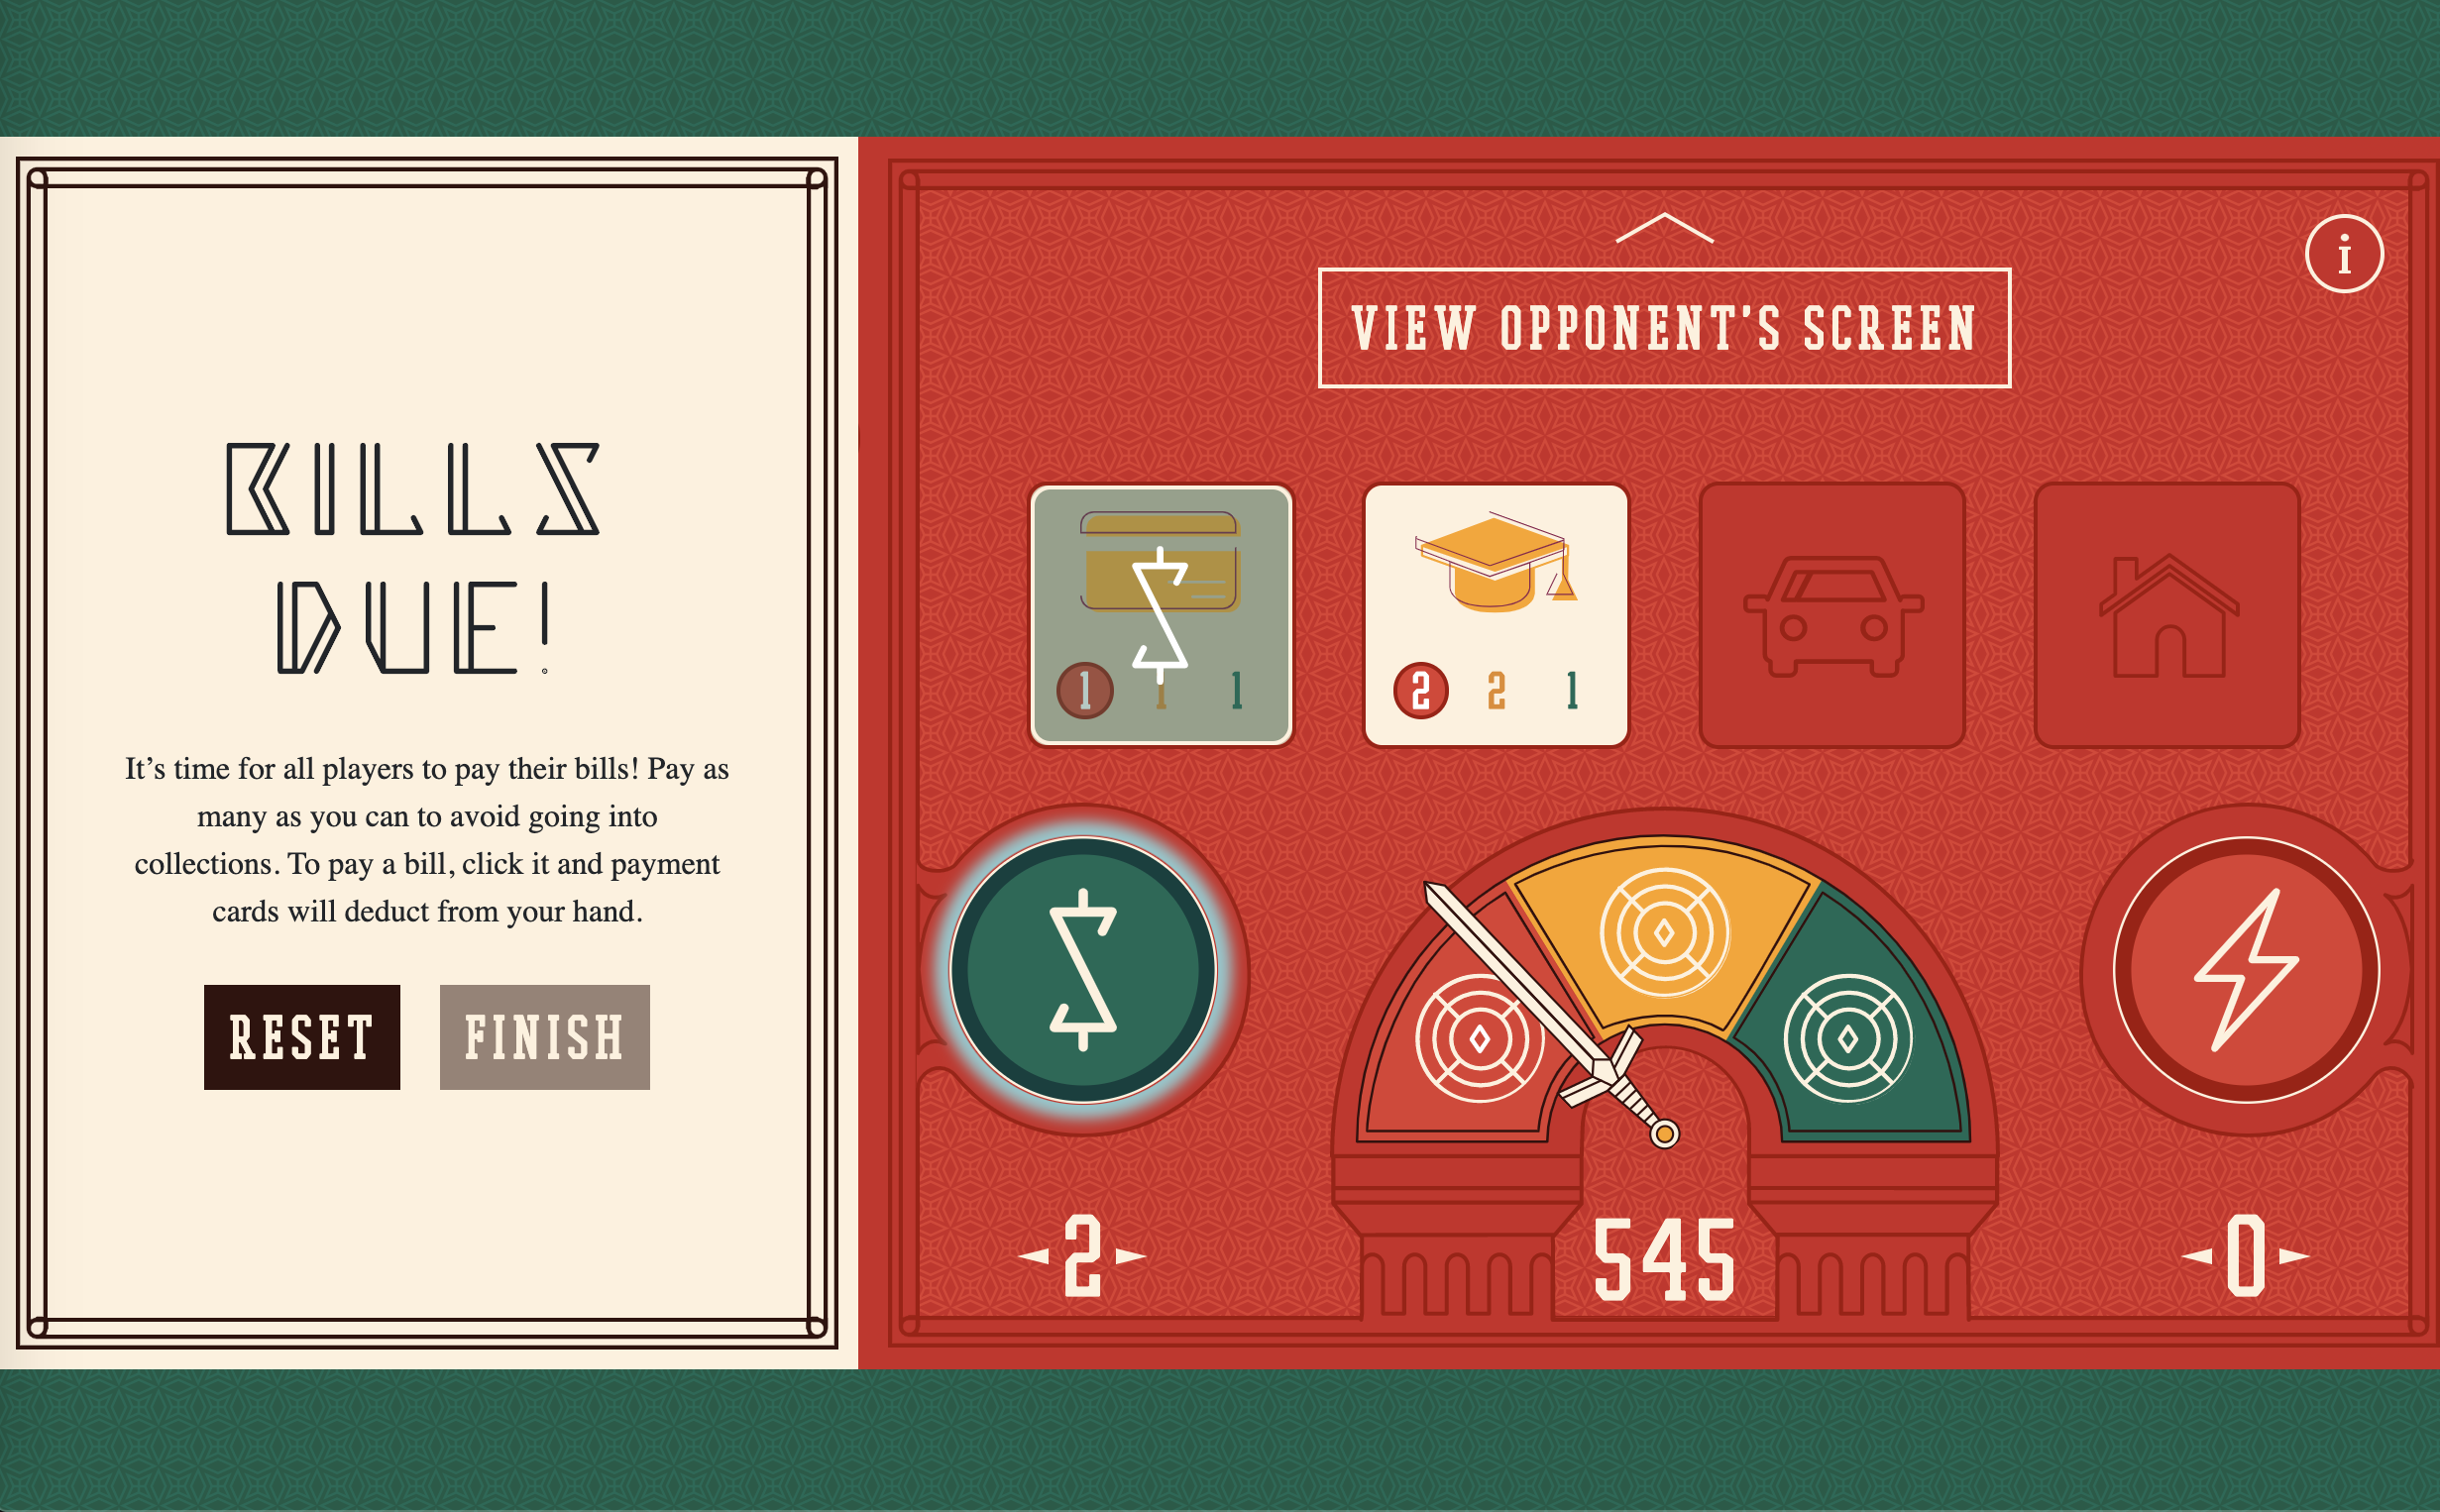 BILLS
DUE!
It’s time for all players to pay their bills! Pay as
many as you can to avoid going into
collections. To pay a bill, click it and payment
cards will deduct from your hand.
RESET FINISH
VIEW OPPONENT’S SCREEN
i
1 1 1
2 2 1
2
545
0